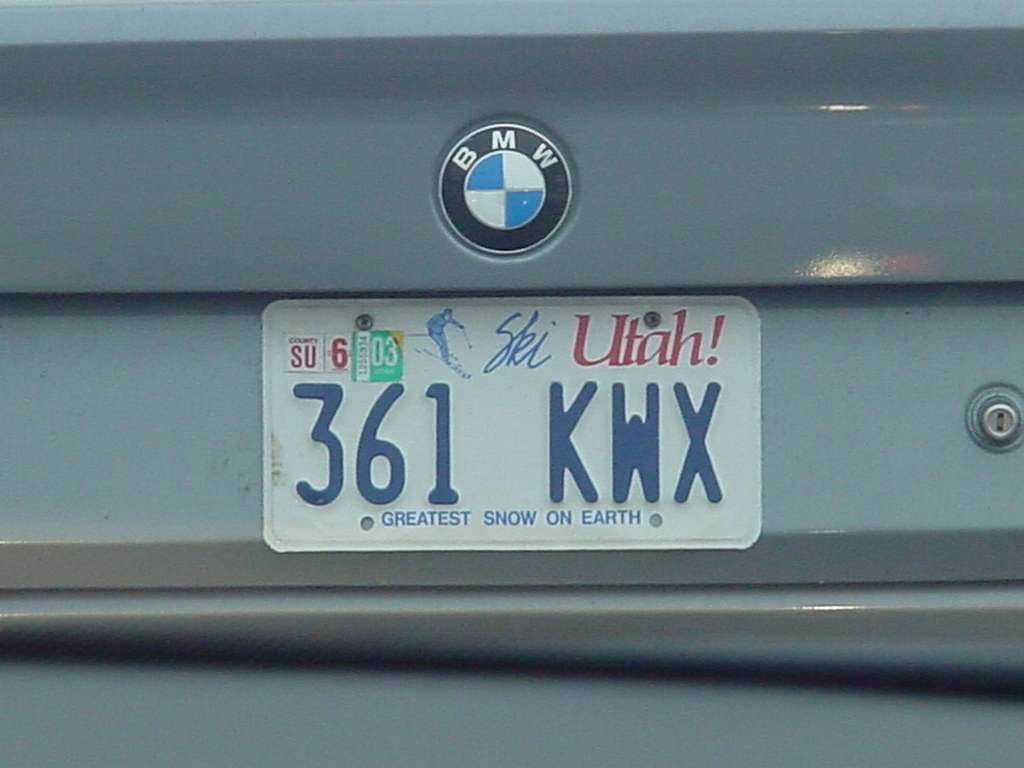 BMW
COUNTY
SU 6 03
Ski Utah!
361 KWX
GREATEST SNOW ON EARTH